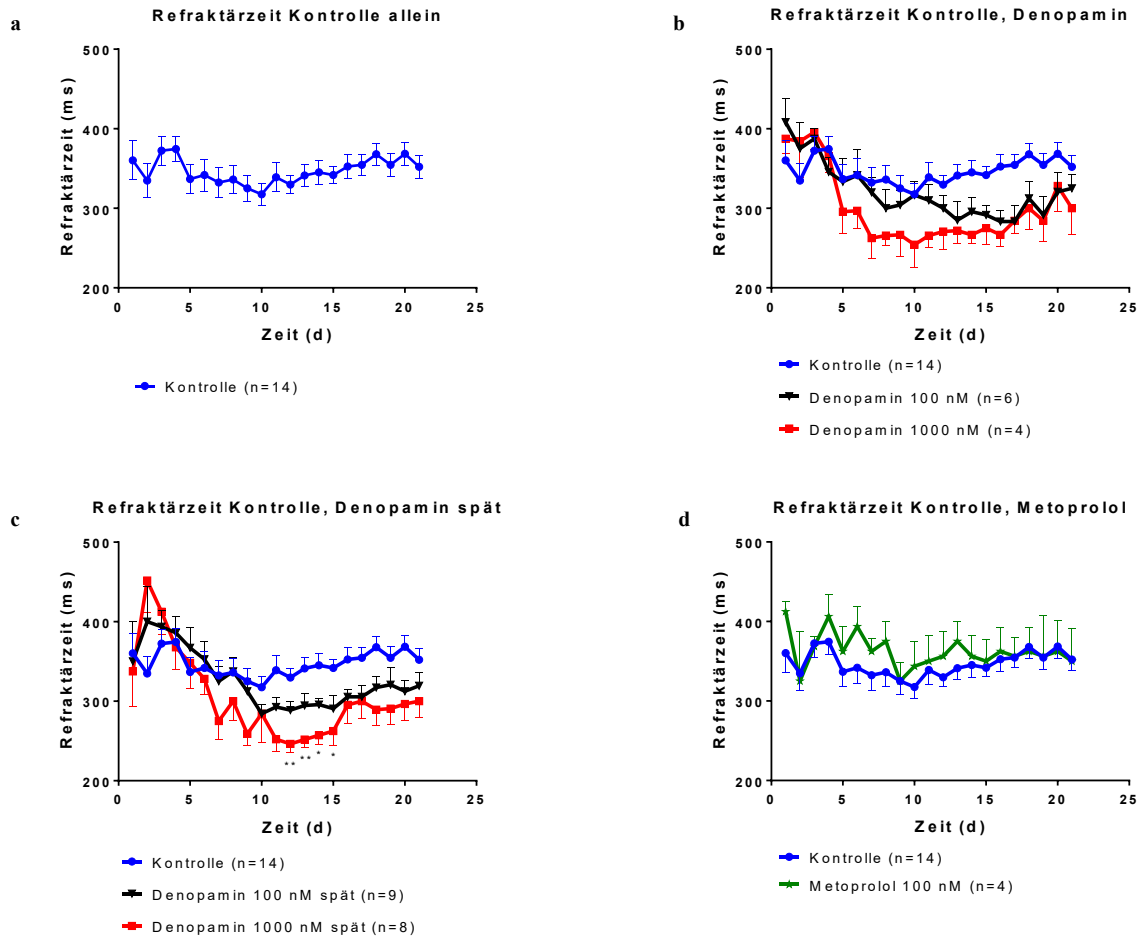 a
Refraktärzeit Kontrolle allein
500
400
300
200
Refraktärzeit (ms)
0 5 10 15 20 25
Zeit (d)
Kontrolle (n=14)
b
Refraktärzeit Kontrolle, Denopamin
500
400
300
200
Refraktärzeit (ms)
0 5 10 15 20 25
Zeit (d)
Kontrolle (n=14)
Denopamin 100 nM (n=6)
Denopamin 1000 nM (n=4)
c
Refraktärzeit Kontrolle, Denopamin spät
500
400
300
200
Refraktärzeit (ms)
** ** * *
0 5 10 15 20 25
Zeit (d)
Kontrolle (n=14)
Denopamin 100 nM spät (n=9)
Denopamin 1000 nM spät (n=8)
d
Refraktärzeit Kontrolle, Metoprolol
500
400
300
200
Refraktärzeit (ms)
0 5 10 15 20 25
Zeit (d)
Kontrolle (n=14)
Metoprolol 100 nM (n=4)